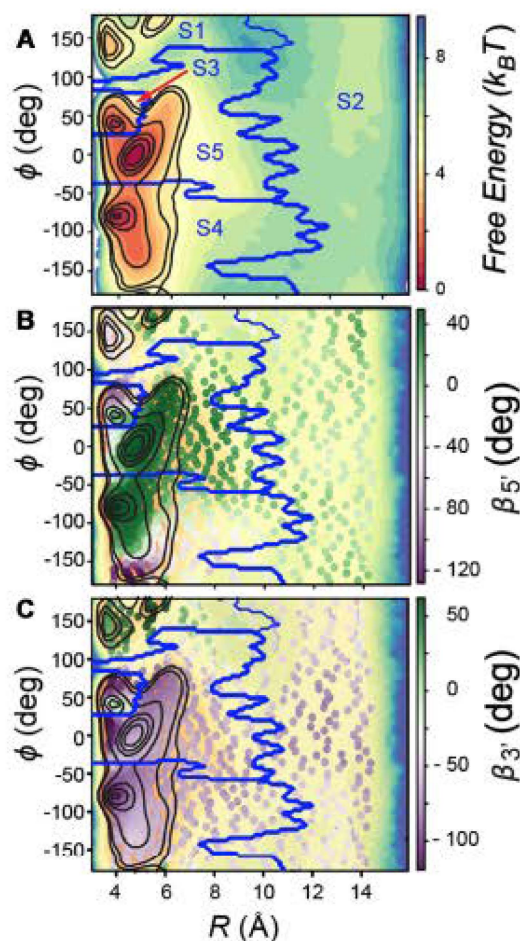 A
S1
S3
S2
S5
S4
ϕ (deg)
150
100
50
0
-50
-100
-150
8
4
0
Free Energy (k_BT)
B
ϕ (deg)
150
100
50
0
-50
-100
-150
40
0
- 40
- 80
- 120
β5' (deg)
C
ϕ (deg)
150
100
50
0
-50
-100
-150
50
0
- 50
- 100
β3' (deg)
4 6 8 10 12 14
R (Å)